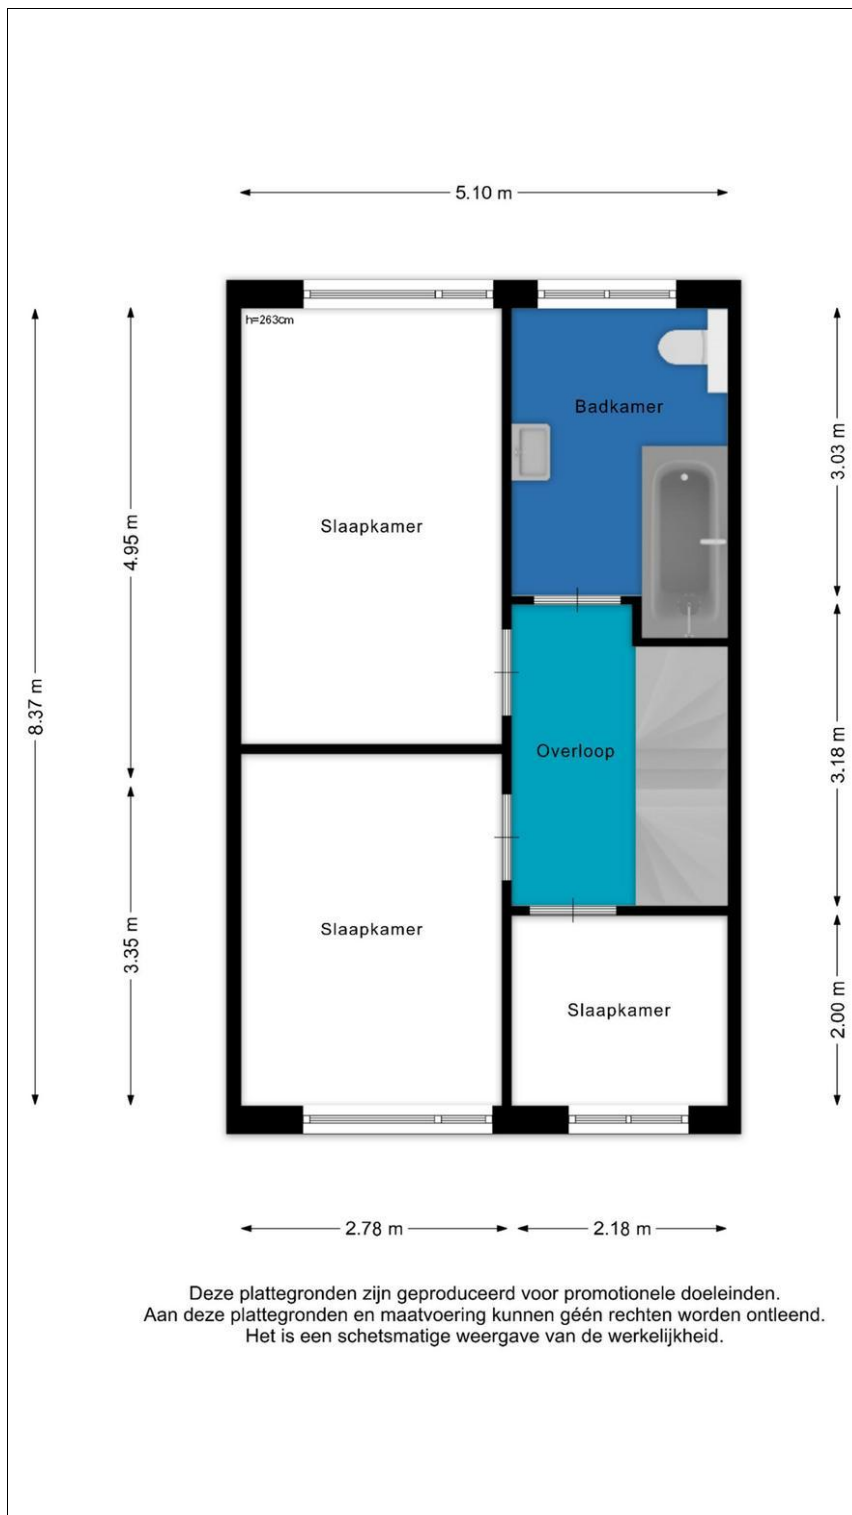 5.10 m
h=263cm
Badkamer
3.03 m
Slaapkamer
4.95 m
8.37 m
Overloop
3.18 m
Slaapkamer
3.35 m
Slaapkamer
2.00 m
2.78 m
2.18 m
Deze plattegronden zijn geproduceerd voor promotionele doeleinden.
Aan deze plattegronden en maatvoering kunnen géén rechten worden ontleend.
Het is een schetsmatige weergave van de werkelijkheid.